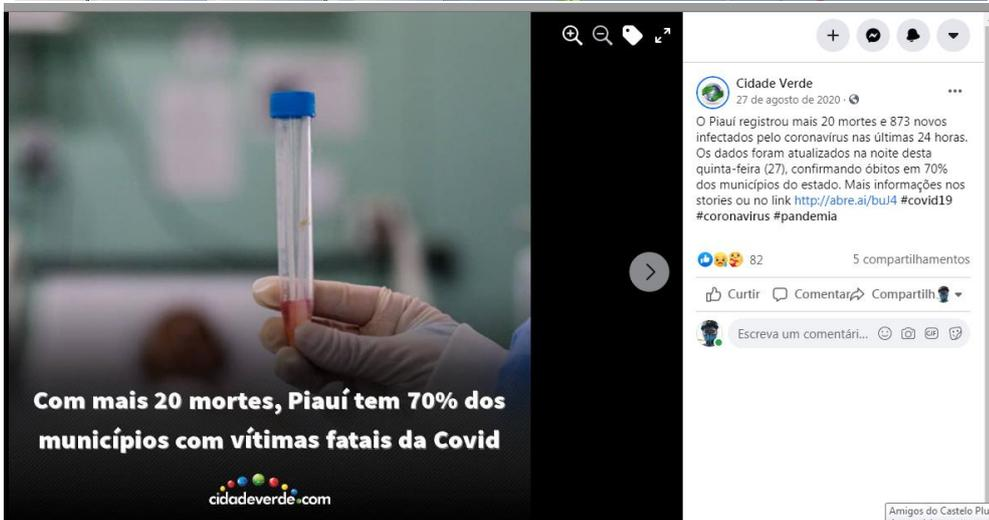 Com mais 20 mortes, Piauí tem 70% dos
municípios com vítimas fatais da Covid
cidadeverde.com
Cidade Verde
27 de agosto de 2020 ·
O Piauí registrou mais 20 mortes e 873 novos
infectados pelo coronavírus nas últimas 24 horas.
Os dados foram atualizados na noite desta
quinta-feira (27), confirmando óbitos em 70%
dos municípios do estado. Mais informações nos
stories ou no link http://abre.ai/buJ4 #covid19
#coronavirus #pandemia
82 5 compartilhamentos
Curtir Comentar Compartilh
Escreva um comentári... GIF
Amigos do Castelo Plu